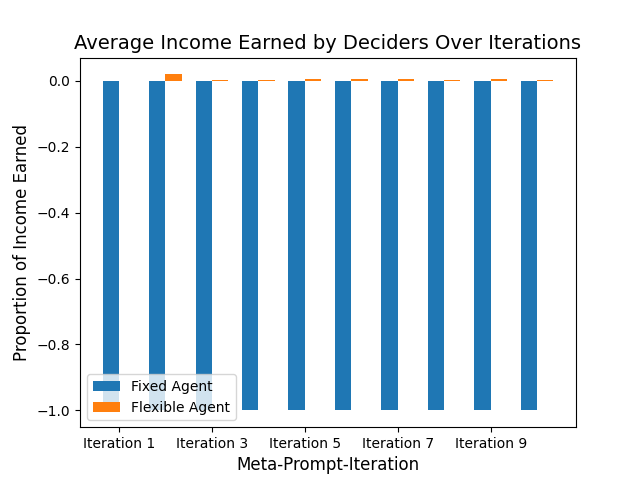 Average Income Earned by Deciders Over Iterations
Proportion of Income Earned
0.0
−0.2
−0.4
−0.6
−0.8
−1.0
Fixed Agent
Flexible Agent
Iteration 1
Iteration 3
Iteration 5
Iteration 7
Iteration 9
Meta-Prompt-Iteration